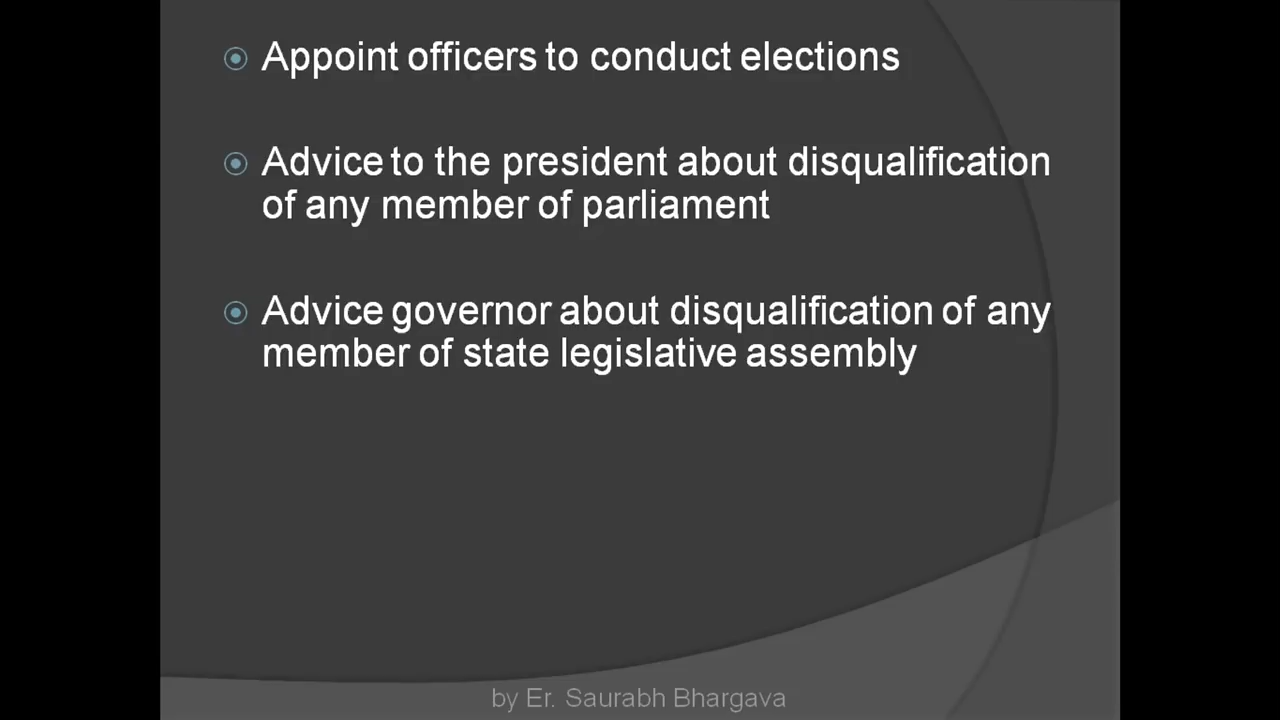 Appoint officers to conduct elections
Advice to the president about disqualification
of any member of parliament
Advice governor about disqualification of any
member of state legislative assembly
by Er. Saurabh Bhargava